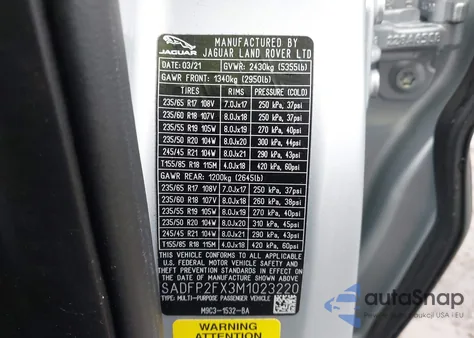 JAGUAR
MANUFACTURED BY
JAGUAR LAND ROVER LTD
DATE: 03/21 GVWR: 2430kg (5355lb)
GAWR FRONT: 1340kg (2950lb)
TIRES RIMS PRESSURE (COLD)
235/65 R17 108V 7.0Jx17 250 kPa, 37psi
235/60 R18 107V 8.0Jx18 250 kPa, 37psi
235/55 R19 105W 8.0Jx19 270 kPa, 40psi
235/50 R20 104W 8.0Jx20 300 kPa, 44psi
245/45 R21 104W 8.0Jx21 290 kPa, 43psi
T155/85 R18 115M 4.0Jx18 420 kPa, 60psi
GAWR REAR: 1200kg (2645lb)
235/65 R17 108V 7.0Jx17 250 kPa, 37psi
235/60 R18 107V 8.0Jx18 260 kPa, 38psi
235/55 R19 105W 8.0Jx19 270 kPa, 40psi
235/50 R20 104W 8.0Jx20 310 kPa, 45psi
245/45 R21 104W 8.0Jx21 290 kPa, 43psi
T155/85 R18 115M 4.0Jx18 420 kPa, 60psi
THIS VEHICLE CONFORMS TO ALL APPLICABLE
U.S. FEDERAL MOTOR VEHICLE SAFETY AND
THEFT PREVENTION STANDARDS IN EFFECT ON
THE DATE OF MANUFACTURE SHOWN ABOVE.
SADFP2FX3M1023220
TYPE: MULTI-PURPOSE PASSENGER VEHICLE
M9C3-1532-BA
WARNING
autoSnap